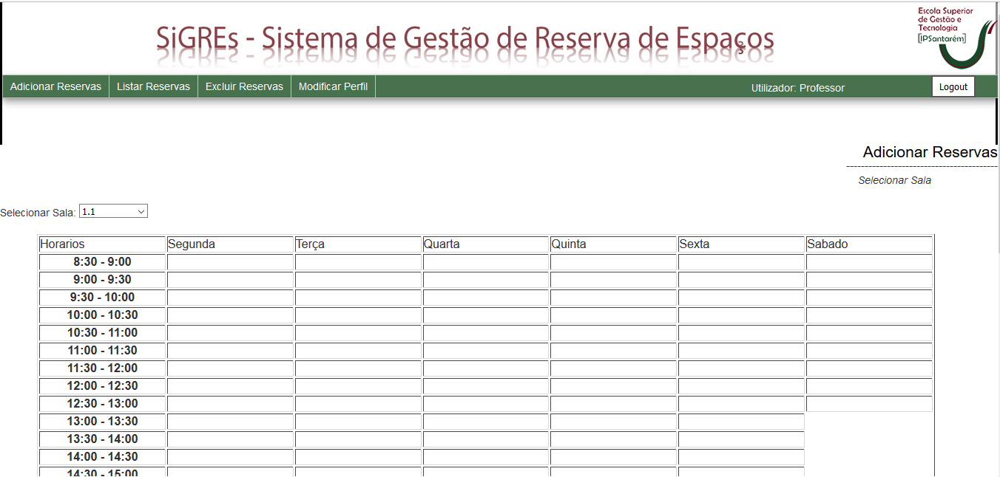 SiGREs - Sistema de Gestão de Reserva de Espaços
Escola Superior
de Gestão e
Tecnologia
[IPSantarém]
Adicionar Reservas Listar Reservas Excluir Reservas Modificar Perfil Utilizador: Professor Logout
Adicionar Reservas
Selecionar Sala
Selecionar Sala: 1.1
Horarios Segunda Terça Quarta Quinta Sexta Sabado
8:30 - 9:00
9:00 - 9:30
9:30 - 10:00
10:00 - 10:30
10:30 - 11:00
11:00 - 11:30
11:30 - 12:00
12:00 - 12:30
12:30 - 13:00
13:00 - 13:30
13:30 - 14:00
14:00 - 14:30
14:30 - 15:00